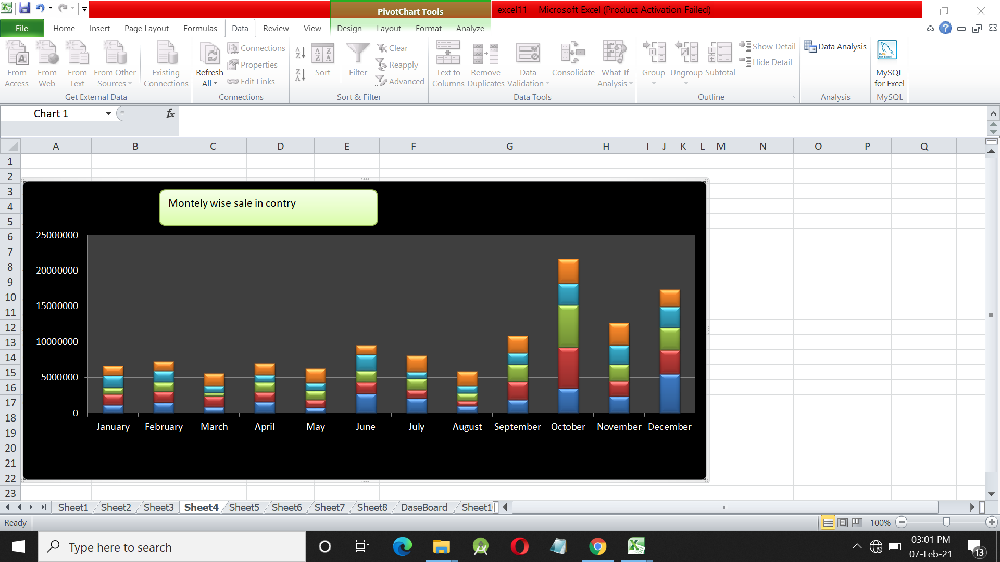 PivotChart Tools
excel11 - Microsoft Excel (Product Activation Failed)
File Home Insert Page Layout Formulas Data Review View Design Layout Format Analyze
From Access
From Web
From Text
From Other Sources
Existing Connections
Get External Data
Refresh All
Connections
Properties
Edit Links
Connections
Sort
Filter
Clear
Reapply
Advanced
Sort & Filter
Text to Columns
Remove Duplicates
Data Validation
Consolidate
What-If Analysis
Data Tools
Group
Ungroup
Subtotal
Show Detail
Hide Detail
Outline
Data Analysis
Analysis
MySQL for Excel
MySQL
Chart 1
fx
A B C D E F G H I J K L M N O P Q
1
2
3
4
5
6
7
8
9
10
11
12
13
14
15
16
17
18
19
20
21
22
23
Montely wise sale in contry
25000000
20000000
15000000
10000000
5000000
0
January February March April May June July August September October November December
Sheet1 Sheet2 Sheet3 Sheet4 Sheet5 Sheet6 Sheet7 Sheet8 DaseBoard Sheet1
Ready
100%
Type here to search
03:01 PM
07-Feb-21
13